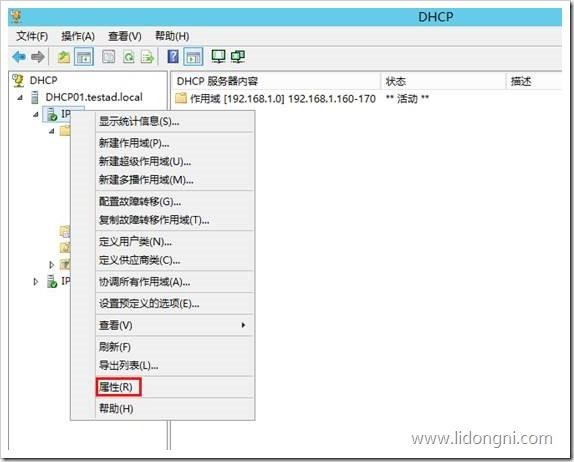 DHCP
文件(F) 操作(A) 查看(V) 帮助(H)
DHCP
DHCP01.testad.local
IP
IP
DHCP 服务器内容 状态 描述
作用域 [192.168.1.0] 192.168.1.160-170 ** 活动 **
显示统计信息(S)...
新建作用域(P)...
新建超级作用域(U)...
新建多播作用域(M)...
配置故障转移(G)...
复制故障转移作用域(T)...
定义用户类(N)...
定义供应商类(C)...
协调所有作用域(A)...
设置预定义的选项(E)...
查看(V)
刷新(F)
导出列表(L)...
属性(R)
帮助(H)
www.lidongni.com